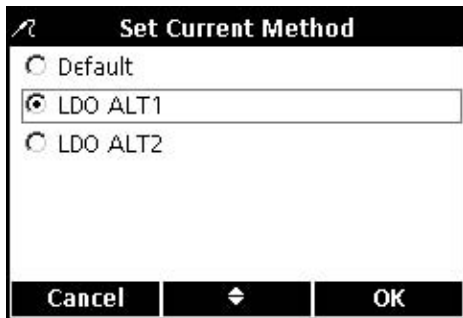 Set Current Method
Default
LDO ALT1
LDO ALT2
Cancel
OK